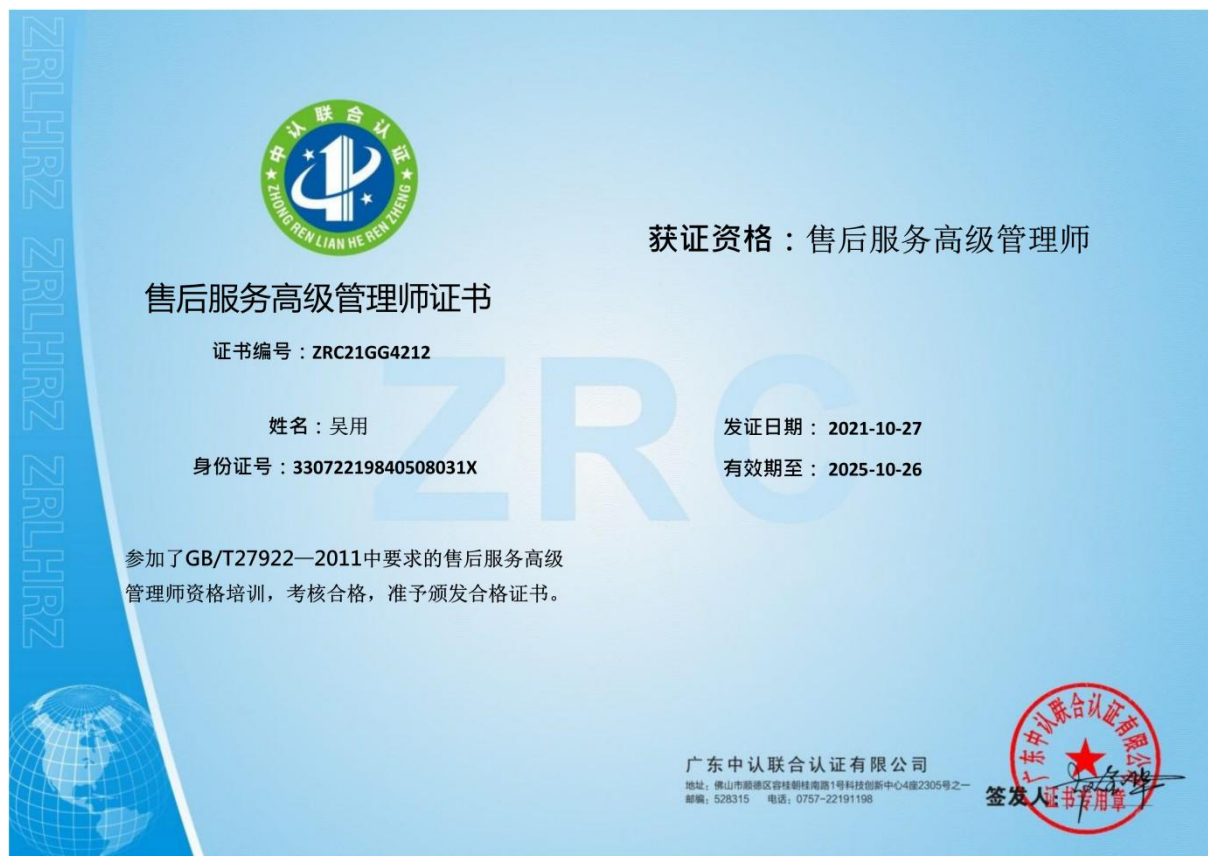 ZRLHRZ ZRLHRZ ZRLHRZ
中认联合认证
ZHONG REN LIAN HE REN ZHENG
售后服务高级管理师证书
证书编号：ZRC21GG4212
姓名：吴用
身份证号：33072219840508031X
参加了GB/T27922—2011中要求的售后服务高级
管理师资格培训，考核合格，准予颁发合格证书。
ZRC
获证资格：售后服务高级管理师
发证日期： 2021-10-27
有效期至： 2025-10-26
广东中认联合认证有限公司
地址：佛山市顺德区容桂朝桂南路1号科技创新中心4座2305号之一
邮编：528315 电话：0757-22191198
签发人：
广东中认联合认证有限公司
证书专用章